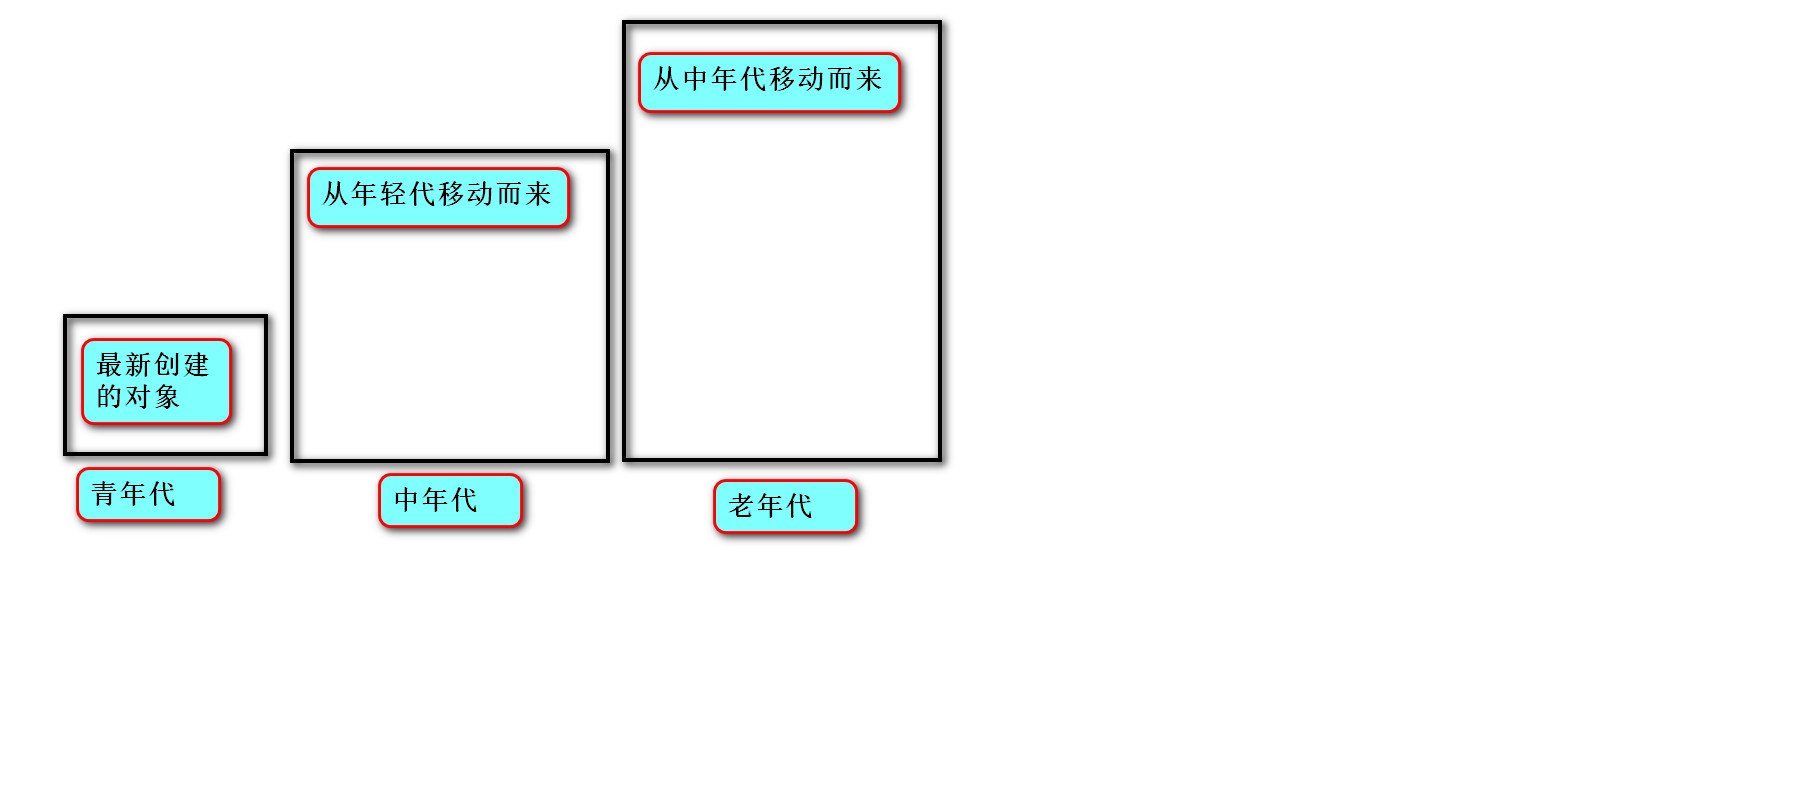 从中年代移动而来
从年轻代移动而来
最新创建
的对象
青年代
中年代
老年代